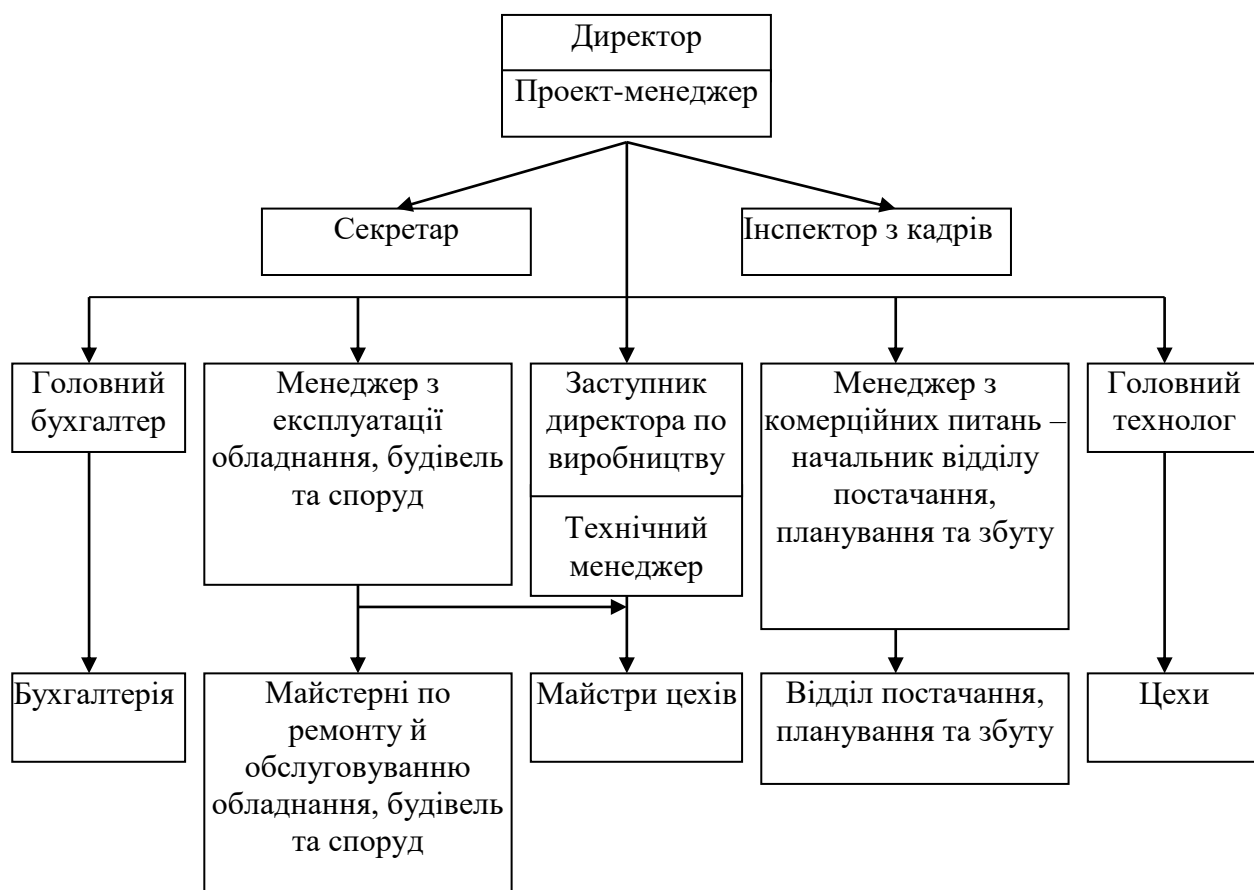 Директор
Проект-менеджер
Секретар
Інспектор з кадрів
Головний
бухгалтер
Менеджер з
експлуатації
обладнання, будівель
та споруд
Заступник
директора по
виробництву
Технічний
менеджер
Менеджер з
комерційних питань –
начальник відділу
постачання,
планування та збуту
Головний
технолог
Бухгалтерія
Майстерні по
ремонту й
обслуговуванню
обладнання, будівель
та споруд
Майстри цехів
Відділ постачання,
планування та збуту
Цехи